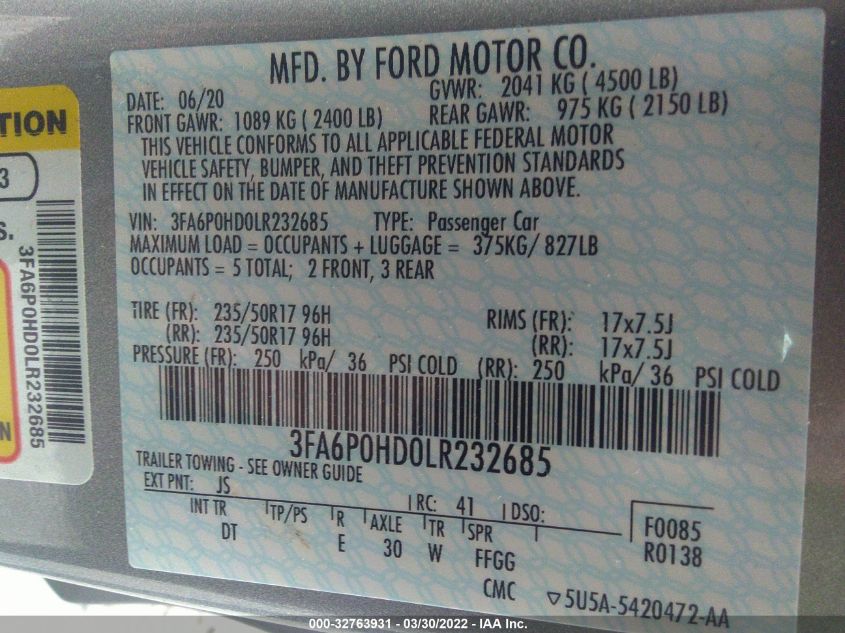 TION
3
S.
3FA6P0HD0LR232685
N
MFD. BY FORD MOTOR CO.
DATE: 06/20 GVWR: 2041 KG ( 4500 LB)
FRONT GAWR: 1089 KG ( 2400 LB) REAR GAWR: 975 KG ( 2150 LB)
THIS VEHICLE CONFORMS TO ALL APPLICABLE FEDERAL MOTOR
VEHICLE SAFETY, BUMPER, AND THEFT PREVENTION STANDARDS
IN EFFECT ON THE DATE OF MANUFACTURE SHOWN ABOVE.
VIN: 3FA6P0HD0LR232685 TYPE: Passenger Car
MAXIMUM LOAD = OCCUPANTS + LUGGAGE = 375KG/ 827LB
OCCUPANTS = 5 TOTAL; 2 FRONT, 3 REAR
TIRE (FR): 235/50R17 96H RIMS (FR): 17x7.5J
(RR): 235/50R17 96H (RR): 17x7.5J
PRESSURE (FR): 250 kPa/ 36 PSI COLD (RR): 250 kPa/ 36 PSI COLD
3FA6P0HD0LR232685
TRAILER TOWING - SEE OWNER GUIDE
EXT PNT: JS RC: 41 DSO:
INT TR TP/PS R AXLE TR SPR F0085
DT E 30 W FFGG R0138
CMC ▽5U5A-5420472-AA
000-32763931 - 03/30/2022 - IAA Inc.